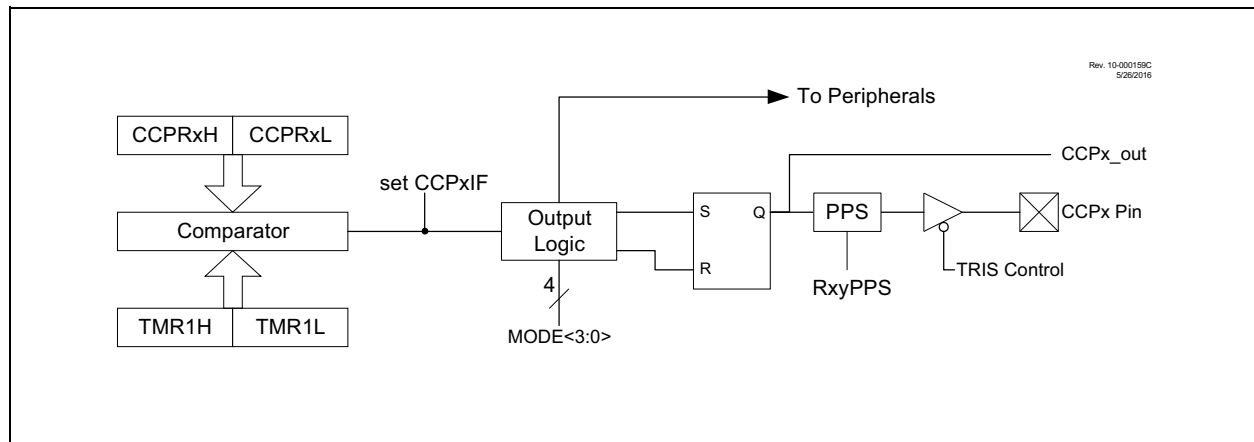 Rev. 10-000159C
5/26/2016
To Peripherals
CCPRxH CCPRxL
CCPx_out
set CCPxIF
Comparator
Output
Logic
S Q
R
PPS
CCPx Pin
TRIS Control
RxyPPS
4
MODE<3:0>
TMR1H TMR1L